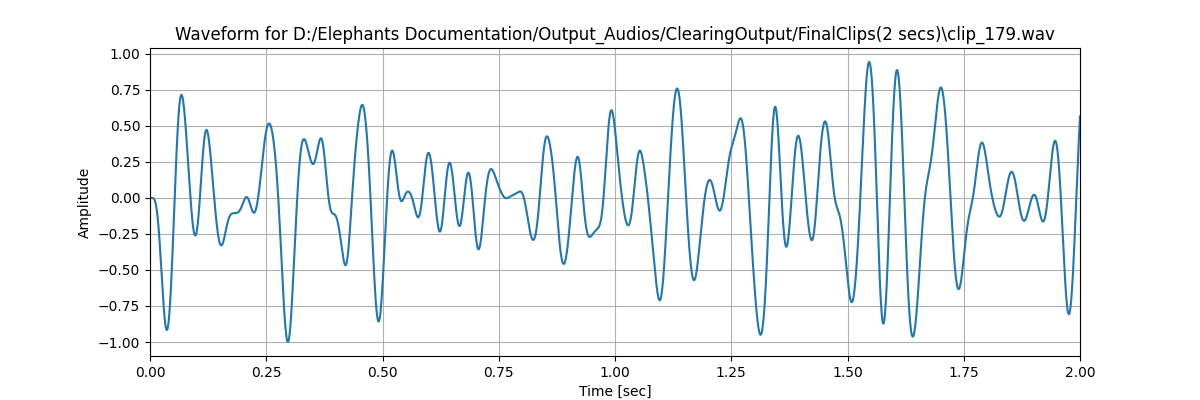 Waveform for D:/Elephants Documentation/Output_Audios/ClearingOutput/FinalClips(2 secs)\clip_179.wav
1.00
0.75
0.50
0.25
0.00
−0.25
−0.50
−0.75
−1.00
Amplitude
0.00 0.25 0.50 0.75 1.00 1.25 1.50 1.75 2.00
Time [sec]